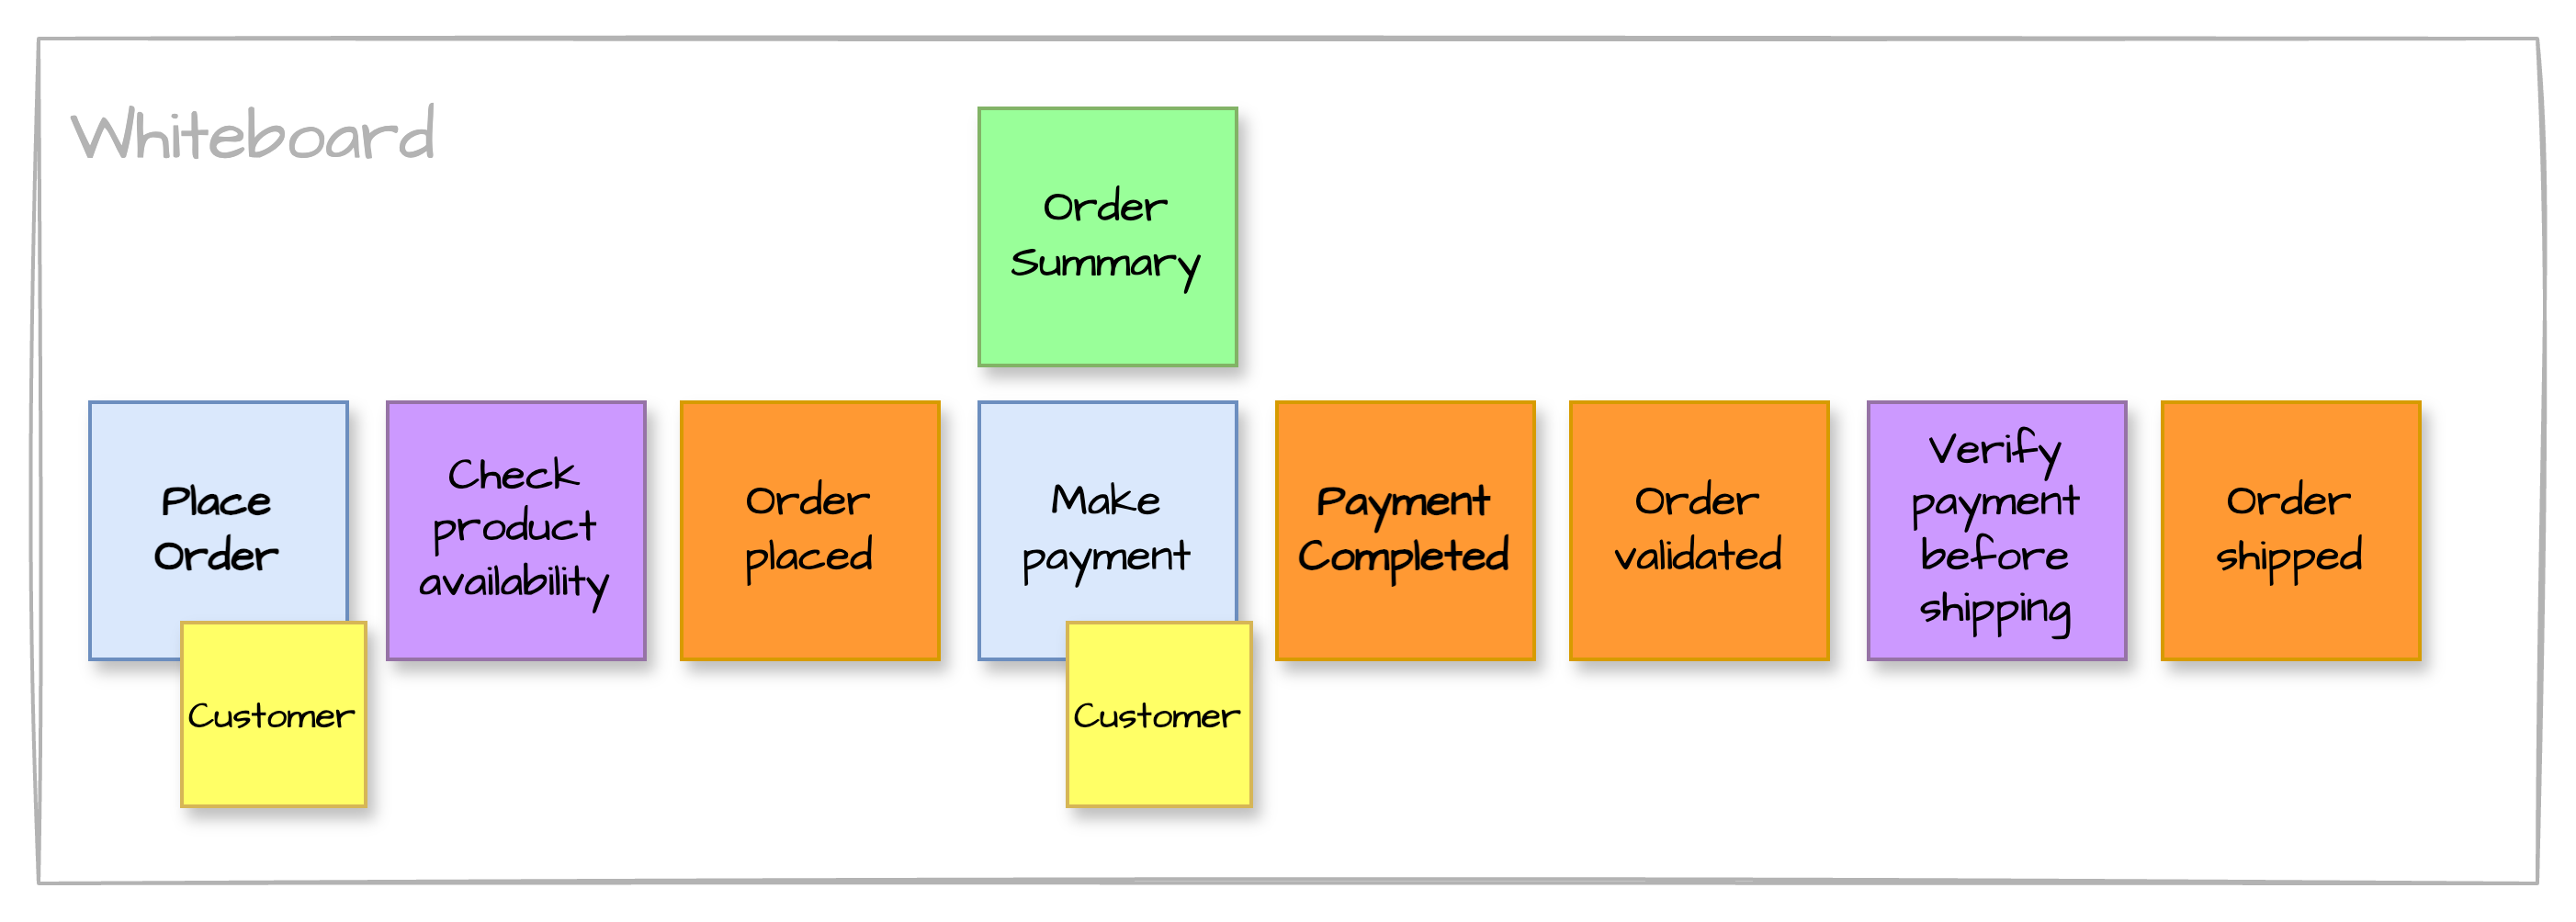 Whiteboard
Order
Summary
Place
Order
Customer
Check
product
availability
Order
placed
Make
payment
Customer
Payment
Completed
Order
validated
Verify
payment
before
shipping
Order
shipped